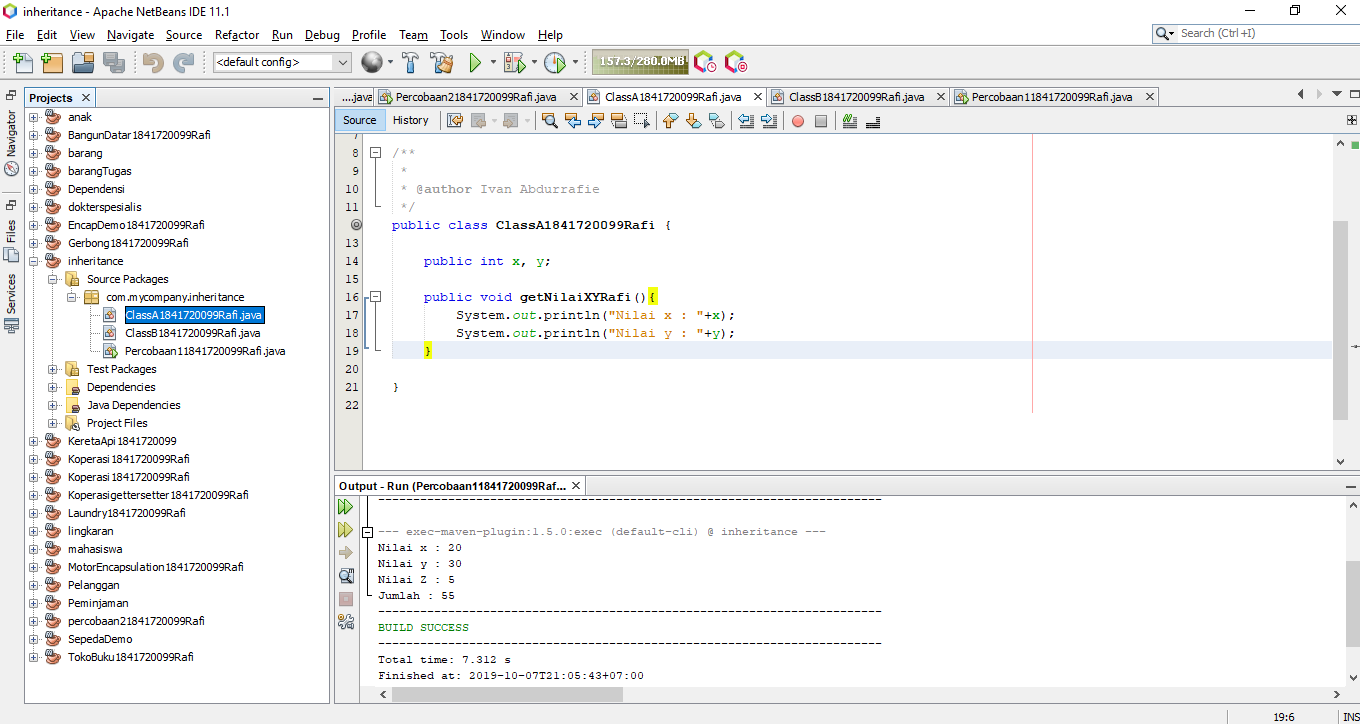 inheritance - Apache NetBeans IDE 11.1
File Edit View Navigate Source Refactor Run Debug Profile Team Tools Window Help
Search (Ctrl+I)
<default config>
157.3/280.0MB
Navigator
Files
Services
Projects
anak
BangunDatar1841720099Rafi
barang
barangTugas
Dependensi
dokterspesialis
EncapDemo1841720099Rafi
Gerbong1841720099Rafi
inheritance
Source Packages
com.mycompany.inheritance
ClassA1841720099Rafi.java
ClassB1841720099Rafi.java
Percobaan11841720099Rafi.java
Test Packages
Dependencies
Java Dependencies
Project Files
KeretaApi1841720099
Koperasi1841720099Rafi
Koperasi1841720099Rafi
Koperasigettersetter1841720099Rafi
Laundry1841720099Rafi
lingkaran
mahasiswa
MotorEncapsulation1841720099Rafi
Pelanggan
Peminjaman
percobaan21841720099Rafi
SepedaDemo
TokoBuku1841720099Rafi
....java Percobaan21841720099Rafi.java ClassA1841720099Rafi.java ClassB1841720099Rafi.java Percobaan11841720099Rafi.java
Source History
7
8 /**
9 *
10 * @author Ivan Abdurrafie
11 */
public class ClassA1841720099Rafi {
13
14 public int x, y;
15
16 public void getNilaiXYRafi(){
17 System.out.println("Nilai x : "+x);
18 System.out.println("Nilai y : "+y);
19 }
20
21 }
22
Output - Run (Percobaan11841720099Raf...
------------------------------------------------------------------------
--- exec-maven-plugin:1.5.0:exec (default-cli) @ inheritance ---
Nilai x : 20
Nilai y : 30
Nilai Z : 5
Jumlah : 55
------------------------------------------------------------------------
BUILD SUCCESS
------------------------------------------------------------------------
Total time: 7.312 s
Finished at: 2019-10-07T21:05:43+07:00
19:6 INS